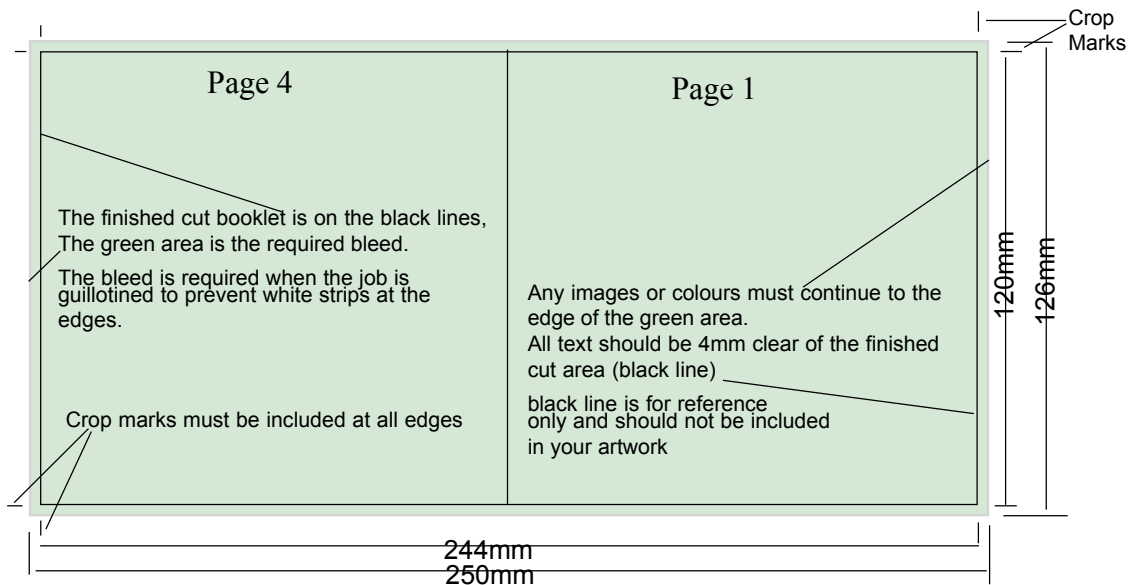 Crop
Marks
Page 4
Page 1
The finished cut booklet is on the black lines,
The green area is the required bleed.
The bleed is required when the job is
guillotined to prevent white strips at the
edges.
Crop marks must be included at all edges
Any images or colours must continue to the
edge of the green area.
All text should be 4mm clear of the finished
cut area (black line)
black line is for reference
only and should not be included
in your artwork
120mm
126mm
244mm
250mm